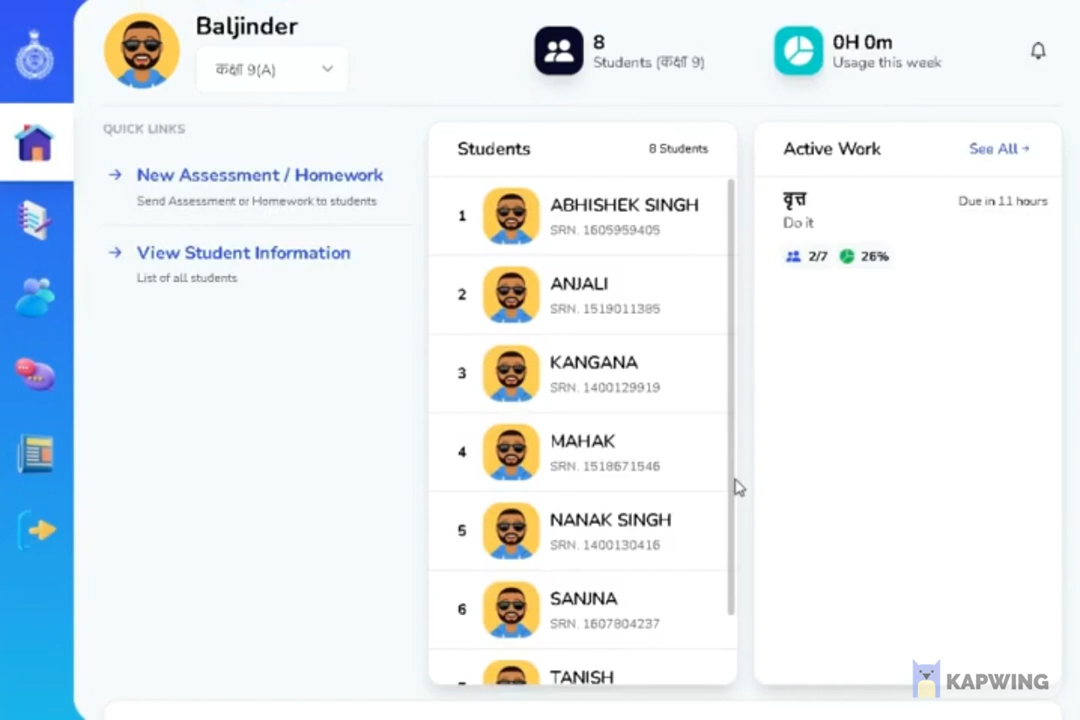 Baljinder
कक्षा 9(A)
8
Students (कक्षा 9)
0H 0m
Usage this week
QUICK LINKS
New Assessment / Homework
Send Assessment or Homework to students
View Student Information
List of all students
Students
8 Students
1
ABHISHEK SINGH
SRN. 1605959405
2
ANJALI
SRN. 1519011385
3
KANGANA
SRN. 1400129919
4
MAHAK
SRN. 1518671546
5
NANAK SINGH
SRN. 1400130416
6
SANJNA
SRN. 1607804237
TANISH
Active Work
See All
वृत्त
Due in 11 hours
Do it
2/7
26%
KAPWING